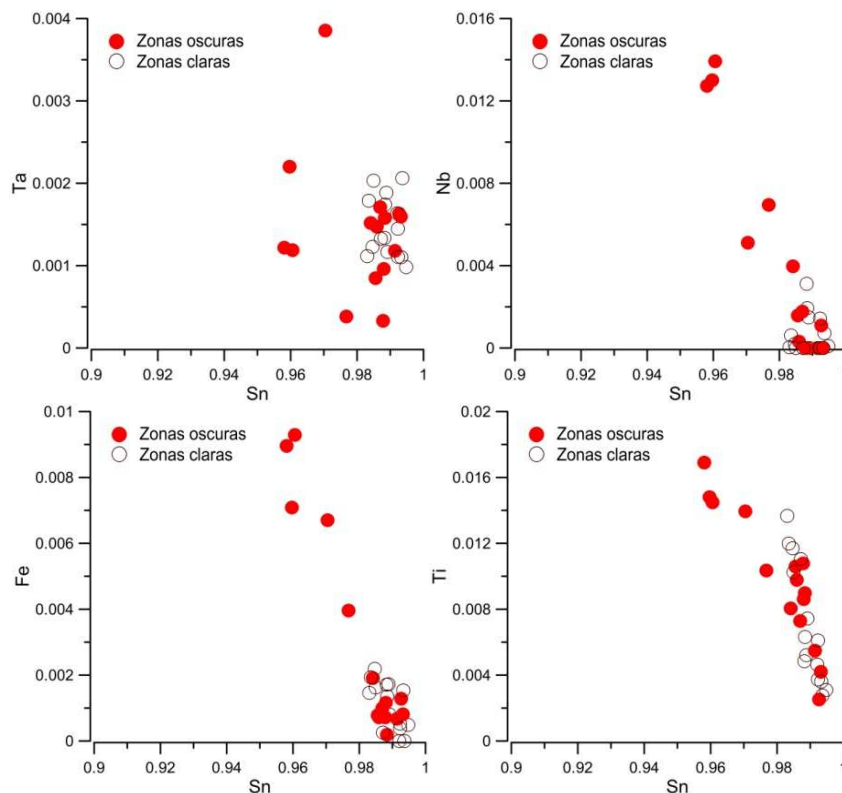 0.004
Zonas oscuras
Zonas claras
0.003
0.002
0.001
0
Ta
0.9 0.92 0.94 0.96 0.98 1
Sn
0.016
Zonas oscuras
Zonas claras
0.012
0.008
0.004
0
Nb
0.9 0.92 0.94 0.96 0.98 1
Sn
0.01
Zonas oscuras
Zonas claras
0.008
0.006
0.004
0.002
0
Fe
0.9 0.92 0.94 0.96 0.98 1
Sn
0.02
Zonas oscuras
Zonas claras
0.016
0.012
0.008
0.004
0
Ti
0.9 0.92 0.94 0.96 0.98 1
Sn